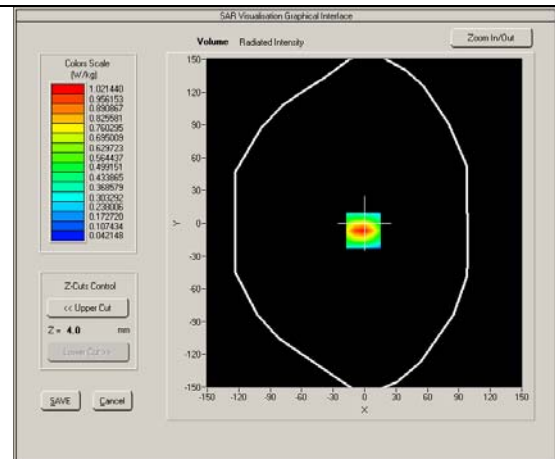 SAR Visualisation Graphical Interface
Volume Radiated Intensity
Zoom In/Out
Colors Scale
(W/kg)
1.021440
0.956153
0.890867
0.825581
0.760295
0.695009
0.629723
0.564437
0.499151
0.433865
0.368579
0.303292
0.238006
0.172720
0.107434
0.042148
Z-Cuts Control
<< Upper Cut
Z = 4.0 mm
Lower Cut >>
SAVE Cancel
Y
150
120
90
60
30
0
-30
-60
-90
-120
-150
-150 -120 -90 -60 -30 0 30 60 90 120 150
X